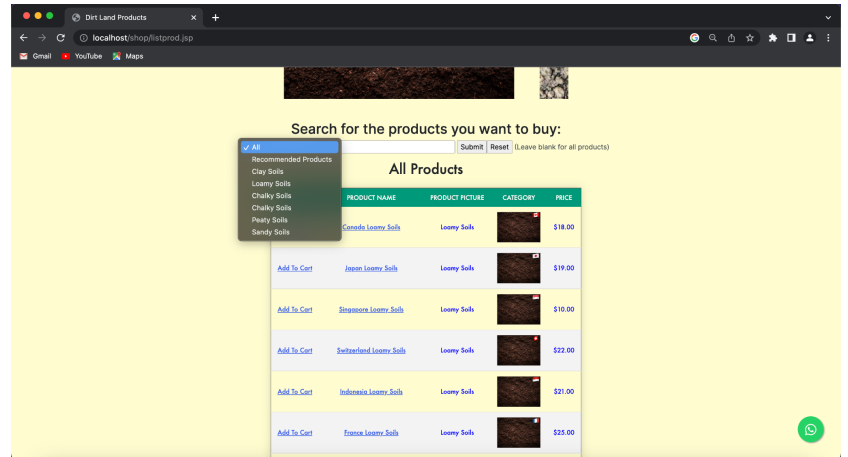 Dirt Land Products
localhost/shop/listprod.jsp
Gmail YouTube Maps
Search for the products you want to buy:
All
Submit Reset (Leave blank for all products)
Recommended Products
Clay Soils
Loamy Soils
Chalky Soils
Chalky Soils
Peaty Soils
Sandy Soils
All Products
PRODUCT NAME PRODUCT PICTURE CATEGORY PRICE
Canada Loamy Soils Loamy Soils $18.00
Add To Cart Japan Loamy Soils Loamy Soils $19.00
Add To Cart Singapore Loamy Soils Loamy Soils $10.00
Add To Cart Switzerland Loamy Soils Loamy Soils $22.00
Add To Cart Indonesia Loamy Soils Loamy Soils $21.00
Add To Cart France Loamy Soils Loamy Soils $25.00